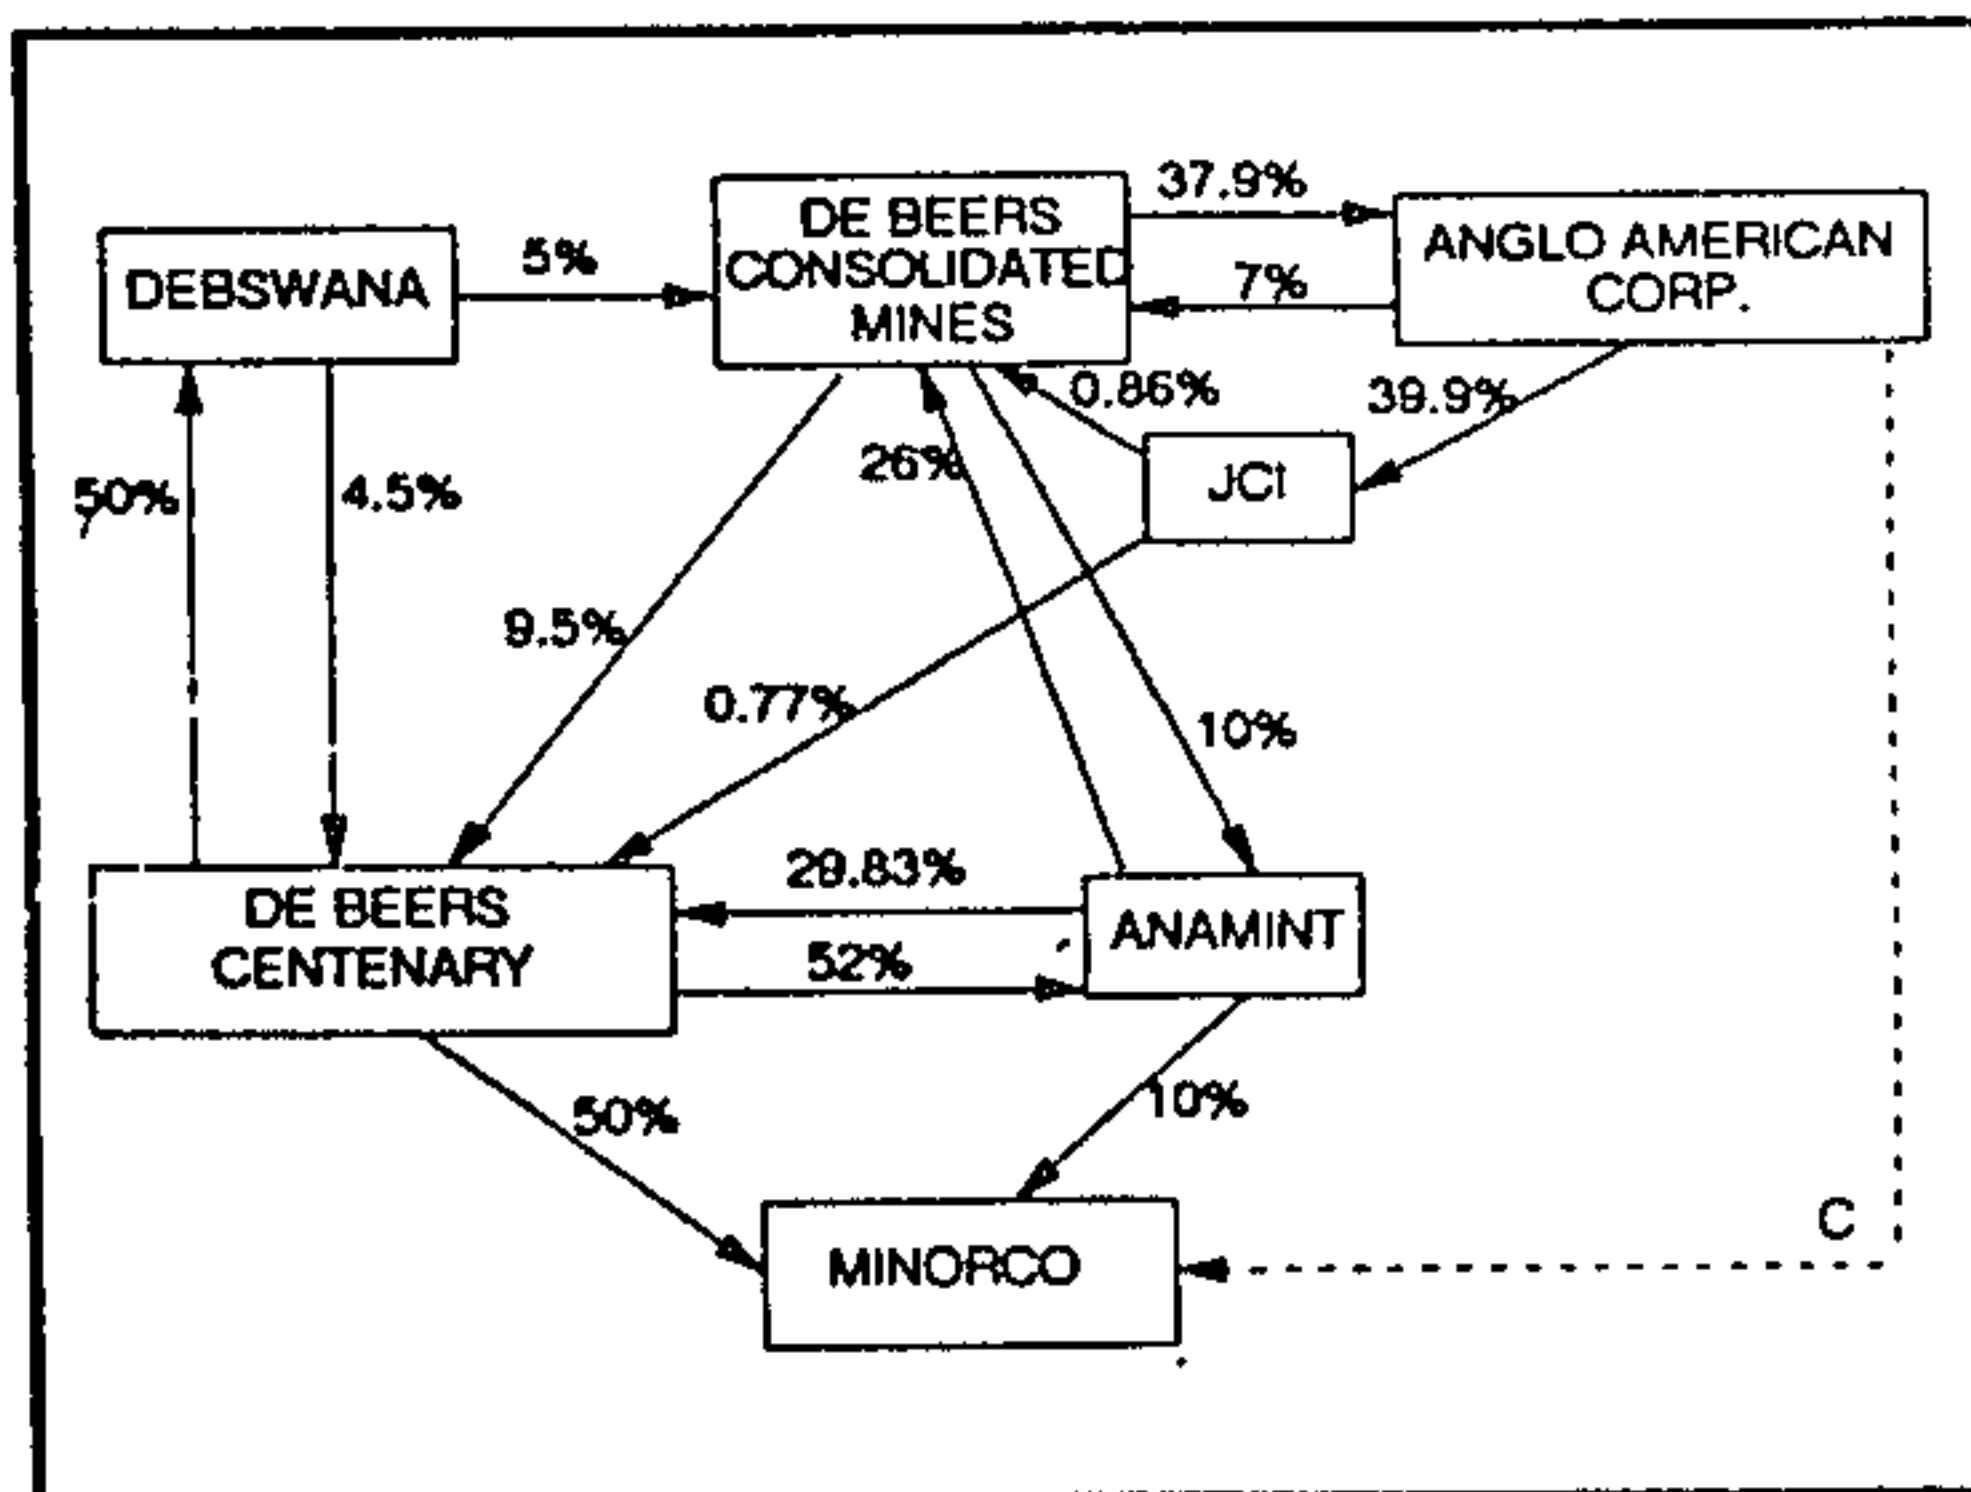 37.9%
DE BEERS
CONSOLIDATED
MINES
ANGLO AMERICAN
CORP.
DEBSWANA
5%
7%
0.86%
39.9%
26%
JCI
50%
4.5%
9.5%
0.77%
10%
29.83%
DE BEERS
CENTENARY
ANAMINT
52%
50%
10%
C
MINORCO